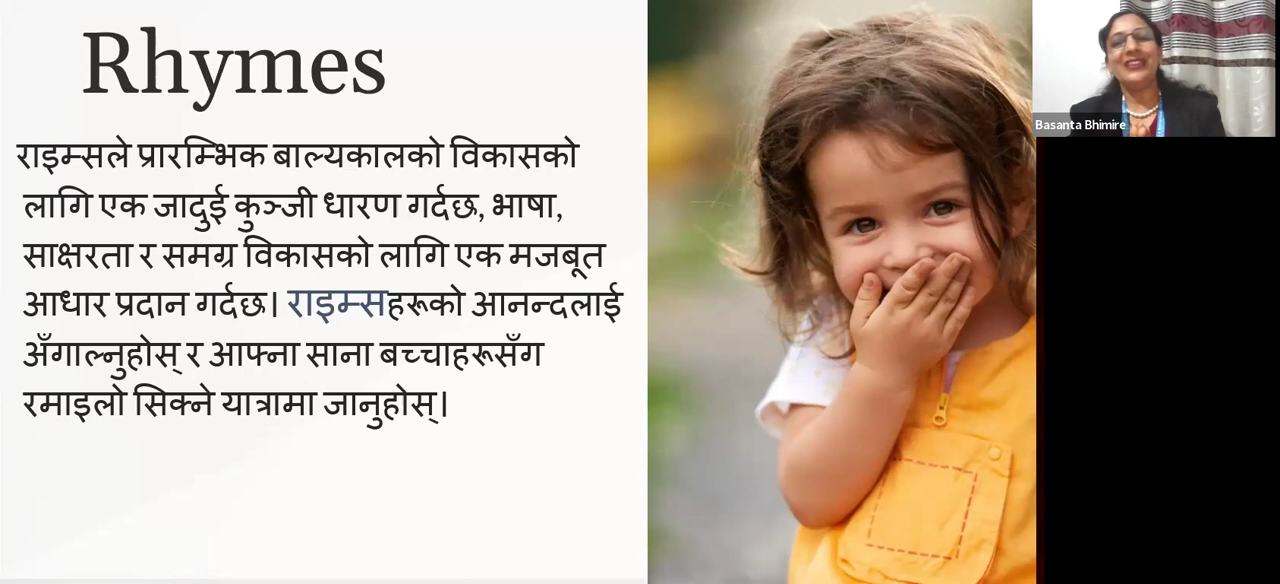 Rhymes
राइम्सले प्रारम्भिक बाल्यकालको विकासको
लागि एक जादुई कुञ्जी धारण गर्दछ, भाषा,
साक्षरता र समग्र विकासको लागि एक मजबूत
आधार प्रदान गर्दछ। राइम्सहरूको आनन्दलाई
अँगाल्नुहोस् र आफ्ना साना बच्चाहरूसँग
रमाइलो सिक्ने यात्रामा जानुहोस्।
Basanta Bhimire